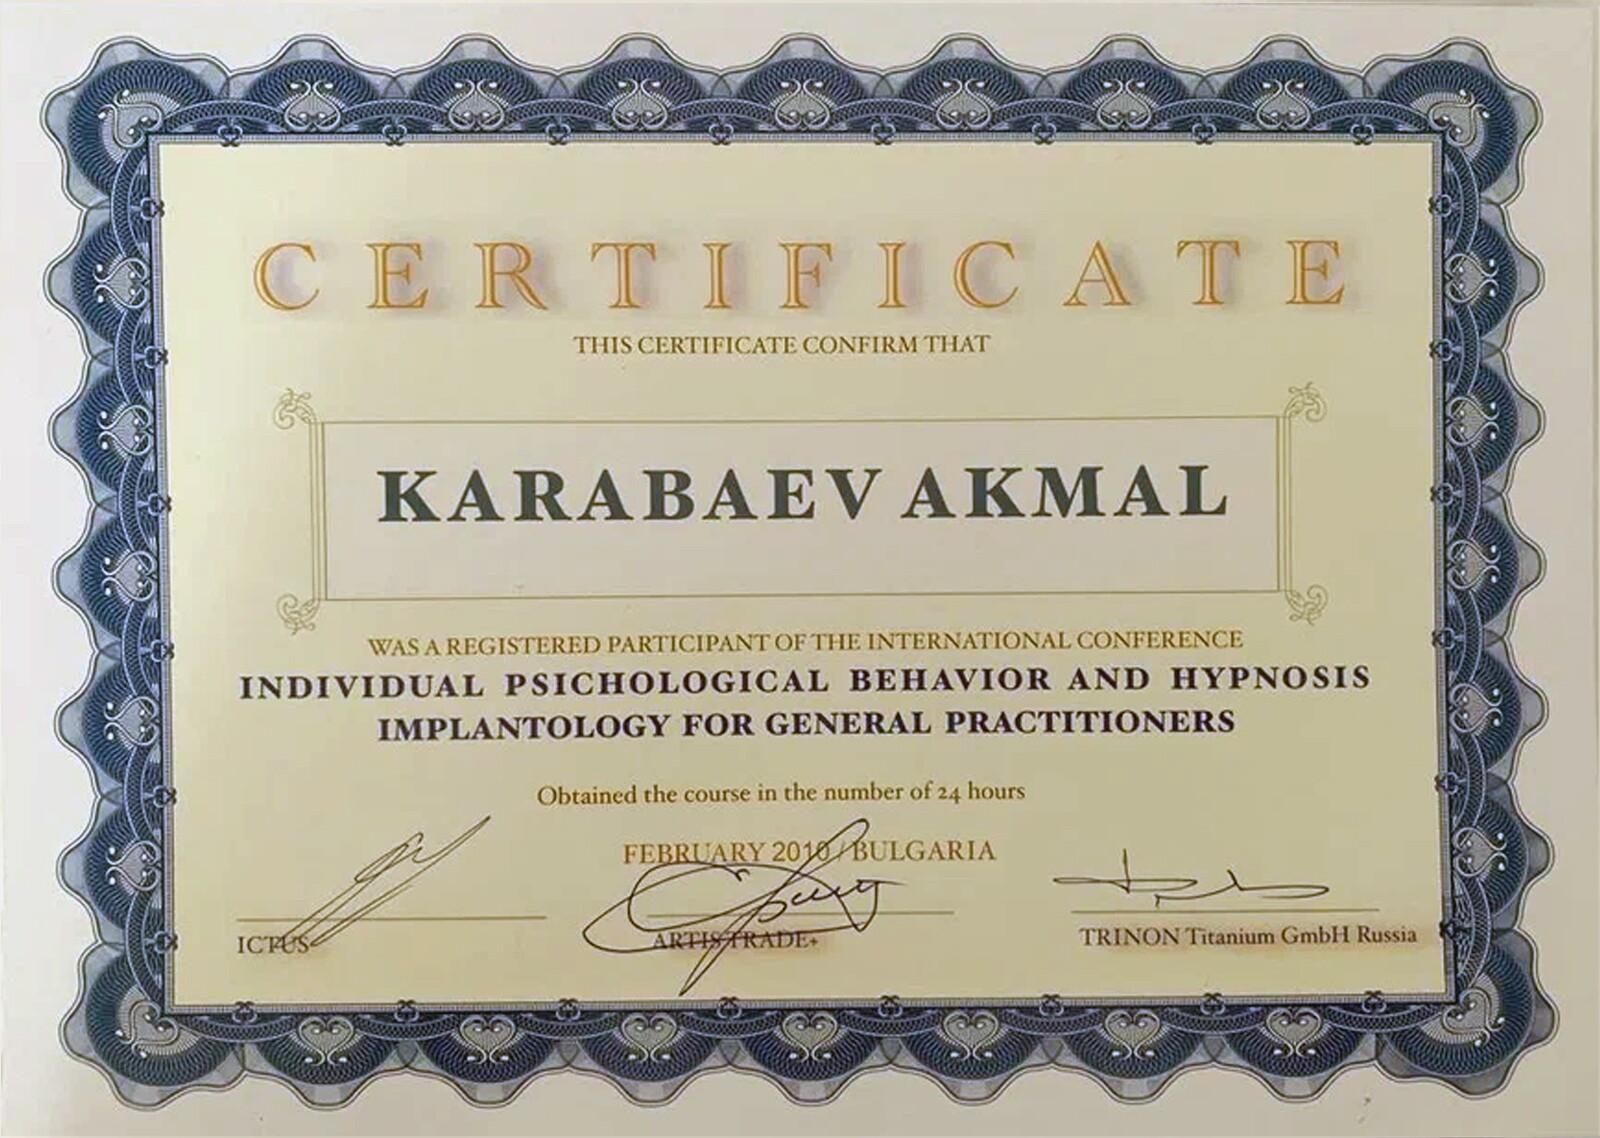 CERTIFICATE
THIS CERTIFICATE CONFIRM THAT
KARABAEV AKMAL
WAS A REGISTERED PARTICIPANT OF THE INTERNATIONAL CONFERENCE
INDIVIDUAL PSICHOLOGICAL BEHAVIOR AND HYPNOSIS
IMPLANTOLOGY FOR GENERAL PRACTITIONERS
Obtained the course in the number of 24 hours
FEBRUARY 2010 / BULGARIA
ICTUS
ARTIS TRADE+
TRINON Titanium GmbH Russia